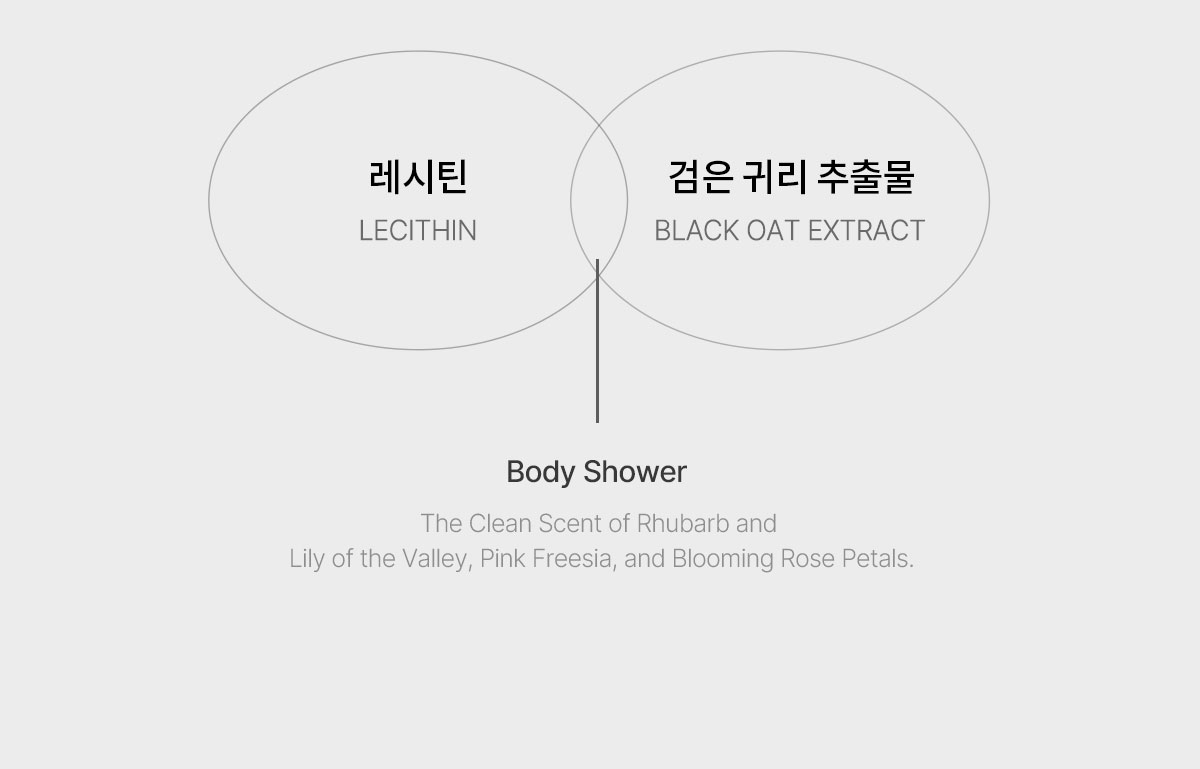 레시틴
LECITHIN
검은 귀리 추출물
BLACK OAT EXTRACT
Body Shower
The Clean Scent of Rhubarb and
Lily of the Valley, Pink Freesia, and Blooming Rose Petals.